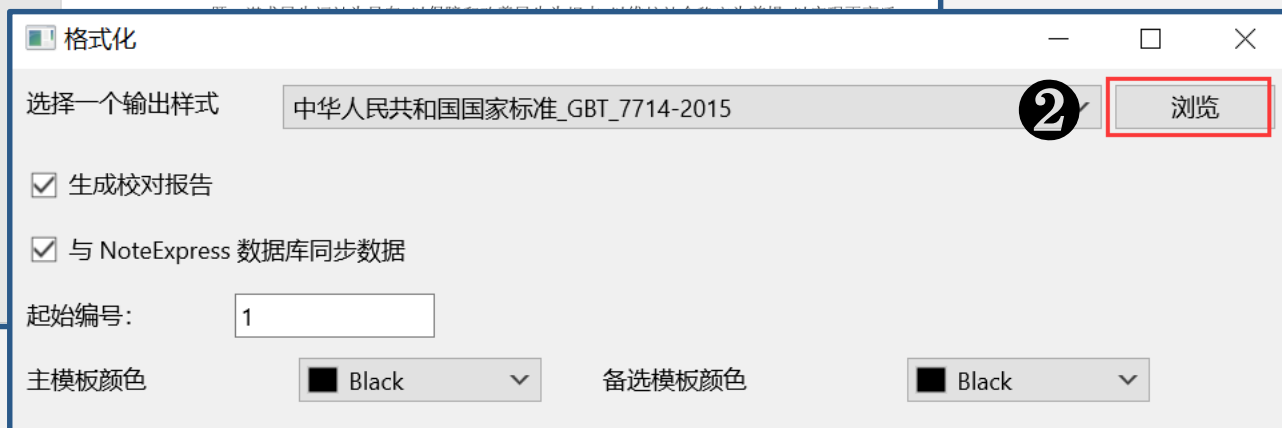 格式化
选择一个输出样式 中华人民共和国国家标准_GBT_7714-2015 2 浏览
生成校对报告
与 NoteExpress 数据库同步数据
起始编号: 1
主模板颜色 Black 备选模板颜色 Black